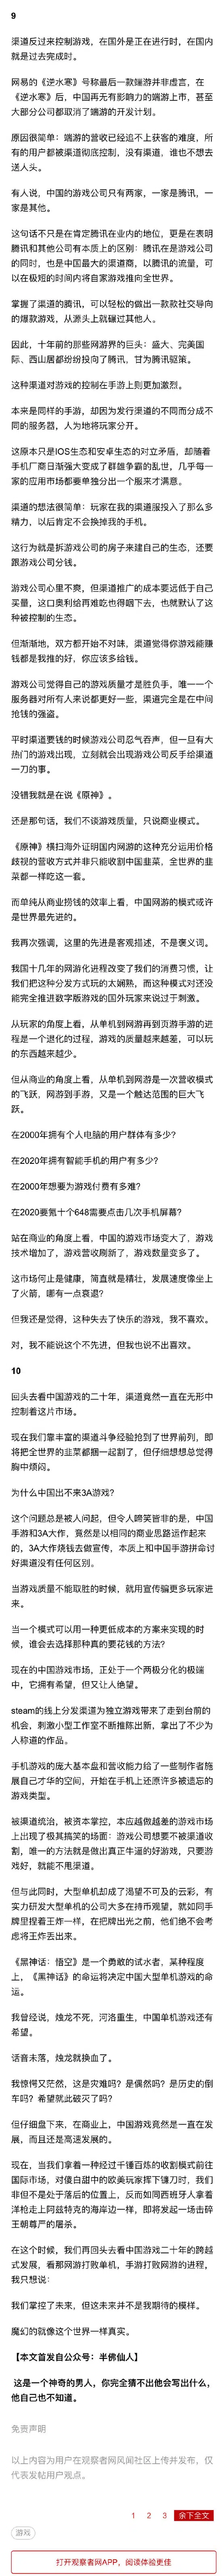 9
渠道反过来控制游戏，在国外是正在进行时，在国内
就是过去完成时。
网易的《逆水寒》号称最后一款端游并非虚言，在
《逆水寒》后，中国再无有影响力的端游上市，甚至
大部分公司都取消了端游的开发计划。
原因很简单：端游的营收已经追不上获客的难度，所
有的用户都被渠道彻底控制，没有渠道，谁也不想去
送人头。
有人说，中国的游戏公司只有两家，一家是腾讯，一
家是其他。
这句话不只是在肯定腾讯在业内的地位，更是在表明
腾讯和其他公司有本质上的区别：腾讯在是游戏公司
的同时，也是中国最大的渠道商，以腾讯的流量，可
以在极短的时间内将自家游戏推向全世界。
掌握了渠道的腾讯，可以轻松的做出一款款社交导向
的爆款游戏，从源头上就碾过其他人。
因此，十年前的那些网游界的巨头：盛大、完美国
际、西山居都纷纷投向了腾讯，甘为腾讯驱策。
这种渠道对游戏的控制在手游上则更加激烈。
本来是同样的手游，却因为发行渠道的不同而分成不
同的服务器，人为地将玩家分开。
这原本只是IOS生态和安卓生态的对立矛盾，却随着
手机厂商日渐强大变成了群雄争霸的乱世，几乎每一
家的应用市场都要单独分出一个服来才满意。
渠道的想法很简单：玩家在我的渠道服投入了那么多
精力，以后肯定不会换掉我的手机。
这行为就是拆游戏公司的房子来建自己的生态，还要
跟游戏公司分钱。
游戏公司心里不爽，但渠道推广的成本要远低于自己
买量，这口奥利给再难吃也得咽下去，也就默认了这
种被控制的生态。
但渐渐地，双方都开始不对味，渠道觉得你游戏能赚
钱都是我推的好，你应该多给钱。
游戏公司觉得自己的游戏质量才是胜负手，唯一一个
服务器对所有人来说都更好一些，渠道完全是在中间
抢钱的强盗。
平时渠道要钱的时候游戏公司忍气吞声，但一旦有大
热门的游戏出现，立刻就会出现游戏公司反手给渠道
一刀的事。
没错我就是在说《原神》。
还是那句话，我们不谈游戏质量，只说商业模式。
《原神》横扫海外证明国内网游的这种充分运用价格
歧视的营收方式并非只能收割中国韭菜，全世界的韭
菜都一样吃这一套。
而单纯从商业捞钱的效率上看，中国网游的模式或许
是世界最先进的。
我再次强调，这里的先进是客观描述，不是褒义词。
我国十几年的网游化进程改变了我们的消费习惯，让
我们把这种分发方式玩的太娴熟，而这种模式对还没
能完全推进数字版游戏的国外玩家来说过于刺激。
从玩家的角度上看，从单机到网游再到页游手游的进
程是一个退化的过程，游戏的质量越来越差，可以玩
的东西越来越少。
但从商业的角度上看，从单机到网游是一次营收模式
的飞跃，网游到手游，又是一个触达范围的巨大飞
跃。
在2000年拥有个人电脑的用户群体有多少？
在2020年拥有智能手机的用户有多少？
在2000年想要为游戏付费有多难？
在2020要氪十个648需要点击几次手机屏幕？
站在商业的角度上看，中国的游戏市场变大了，游戏
技术增加了，游戏营收刷新了，游戏数量变多了。
这市场何止是健康，简直就是精壮，发展速度像坐上
了火箭，哪有一点衰退？
但我还是觉得，这种失去了快乐的游戏，我不喜欢。
对，我不能说这个不先进，但我也说不出喜欢。
10
回头去看中国游戏的二十年，渠道竟然一直在无形中
控制着这片市场。
现在我们靠丰富的渠道斗争经验抢到了世界前列，即
将把全世界的韭菜都捆一起割了，但仔细想想总觉得
胸中烦闷。
为什么中国出不来3A游戏？
这个问题总是被人问起，但令人啼笑皆非的是，中国
手游和3A大作，竟然是以相同的商业思路运作起来
的，3A大作烧钱去做宣传，本质上和中国手游拼命讨
好渠道没有任何区别。
当游戏质量不能取胜的时候，就用宣传骗更多玩家进
来。
当一个模式可以用一种更低成本的方案来实现的时
候，谁会去选择那种真的要花钱的方法？
现在的中国游戏市场，正处于一个两极分化的极端
中，它拥有希望，但又让人绝望。
steam的线上分发渠道为独立游戏带来了走到台前的
机会，刺激小型工作室不断推陈出新，拿出了不少为
人称道的作品。
手机游戏的庞大基本盘和营收能力给了一些制作者施
展自己才华的空间，开始在手机上还原许多被遗忘的
游戏类型。
被渠道统治，被资本掌控，本应越做越差的游戏市场
上出现了极其搞笑的场面：游戏公司想要不被渠道收
割，唯一的方法就是做出真正牛逼的好游戏，只要游
戏好，就能不甩渠道。
但与此同时，大型单机却成了渴望不可及的云彩，有
实力研发大型单机的公司大多在持币观望，就如同手
牌里捏着王炸一样，在把牌出光之前，他们绝不会考
虑将王炸丢出来。
《黑神话：悟空》是一个勇敢的试水者，某种程度
上，《黑神话》的命运将决定中国大型单机游戏的命
运。
我曾经说，烛龙不死，河洛重生，中国单机游戏还有
希望。
话音未落，烛龙就换血了。
我惊愕又茫然，这是灾难吗？是偶然吗？是历史的倒
车吗？希望就此破灭了吗？
但仔细盘下来，在商业上，中国游戏竟然是一直在发
展，而且还是高速发展的。
现在，当我们拿着一种经过千锤百炼的收割模式前往
国际市场，对傻白甜中的欧美玩家挥下镰刀时，我们
非但不是处于落后的位置上，反而如同西班牙人拿着
洋枪走上阿兹特克的海岸边一样，即将发起一场击碎
王朝尊严的屠杀。
在这个时候，我们再回头去看中国游戏二十年的跨越
式发展，看那网游打败单机，手游打败网游的进程，
我只想说：
我们掌控了未来，但这未来并不是我期待的模样。
魔幻的就像这个世界一样真实。
【本文首发自公众号：半佛仙人】
这是一个神奇的男人，你完全猜不出他会写出什么，
他自己也不知道。
免责声明
以上内容为用户在观察者网风闻社区上传并发布，仅
代表发帖用户观点。
1 2 3 余下全文
游戏
打开观察者网APP，阅读体验更佳